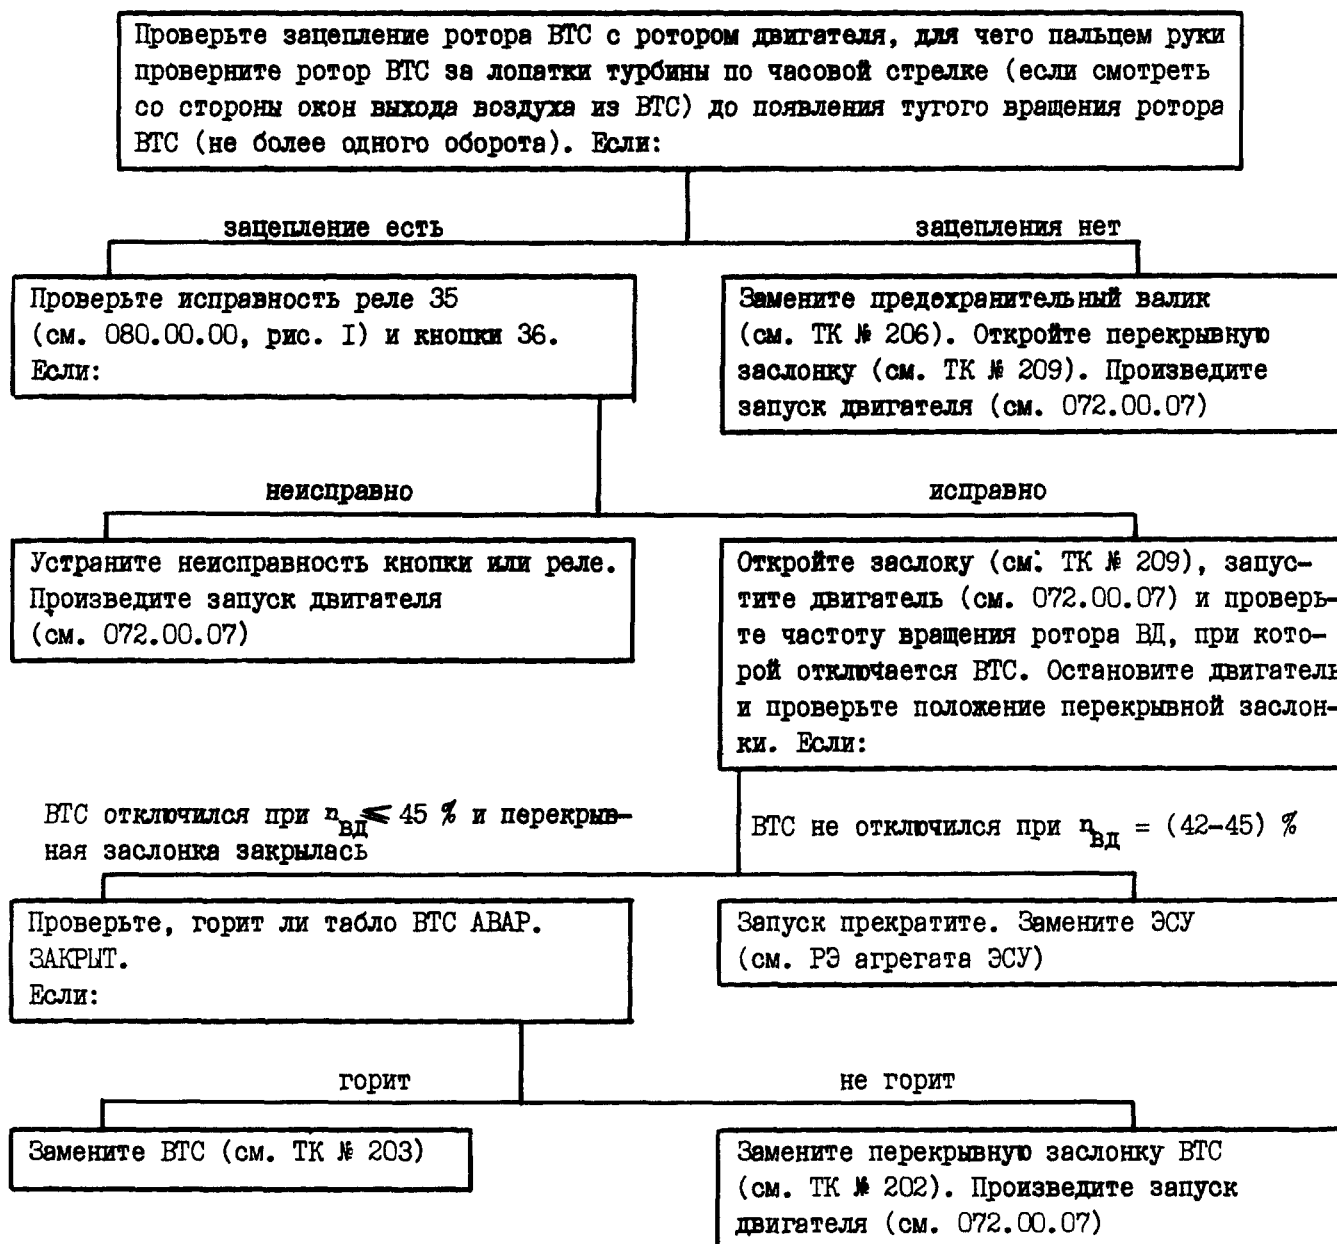 Проверьте зацепление ротора ВТС с ротором двигателя, для чего пальцем руки
проверните ротор ВТС за лопатки турбины по часовой стрелке (если смотреть
со стороны окон выхода воздуха из ВТС) до появления тугого вращения ротора
ВТС (не более одного оборота). Если:
зацепление есть
зацепления нет
Проверьте исправность реле 35
(см. 080.00.00, рис. I) и кнопки 36.
Если:
Замените предохранительный валик
(см. ТК № 206). Откройте перекрывную
заслонку (см. ТК № 209). Произведите
запуск двигателя (см. 072.00.07)
неисправно
исправно
Устраните неисправность кнопки или реле.
Произведите запуск двигателя
(см. 072.00.07)
Откройте заслоку (см. ТК № 209), запус-
тите двигатель (см. 072.00.07) и проверь-
те частоту вращения ротора ВД, при кото-
рой отключается ВТС. Остановите двигатель
и проверьте положение перекрывной заслон-
ки. Если:
ВТС отключился при nВД ⩽ 45 % и перекрыв-
ная заслонка закрылась
ВТС не отключился при nВД = (42-45) %
Проверьте, горит ли табло ВТС АВАР.
ЗАКРЫТ.
Если:
Запуск прекратите. Замените ЭСУ
(см. РЭ агрегата ЭСУ)
горит
не горит
Замените ВТС (см. ТК № 203)
Замените перекрывную заслонку ВТС
(см. ТК № 202). Произведите запуск
двигателя (см. 072.00.07)